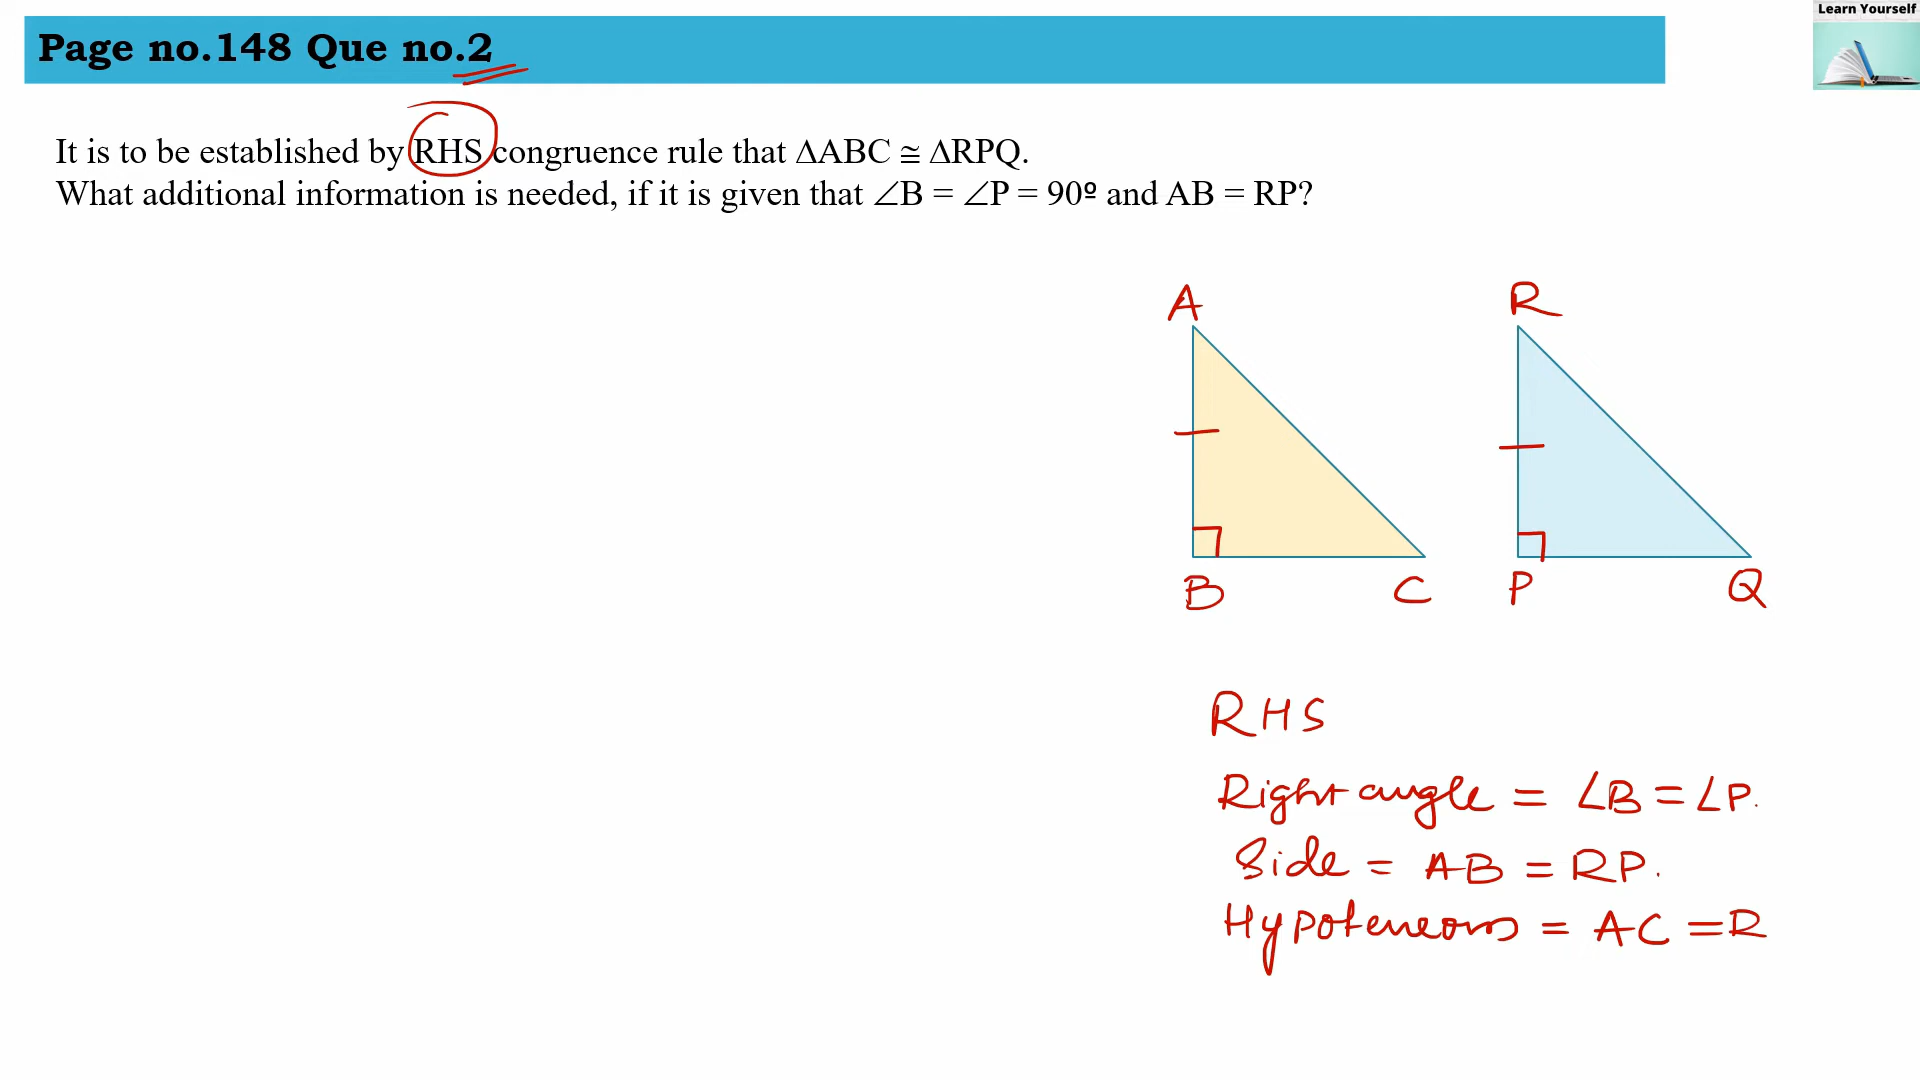 Learn Yourself
Page no.148 Que no.2
It is to be established by RHS congruence rule that ΔABC ≅ ΔRPQ.
What additional information is needed, if it is given that ∠B = ∠P = 90º and AB = RP?
A
R
B
C
P
Q
RHS
Right angle = ∠B = ∠P.
Side = AB = RP.
= AC = R